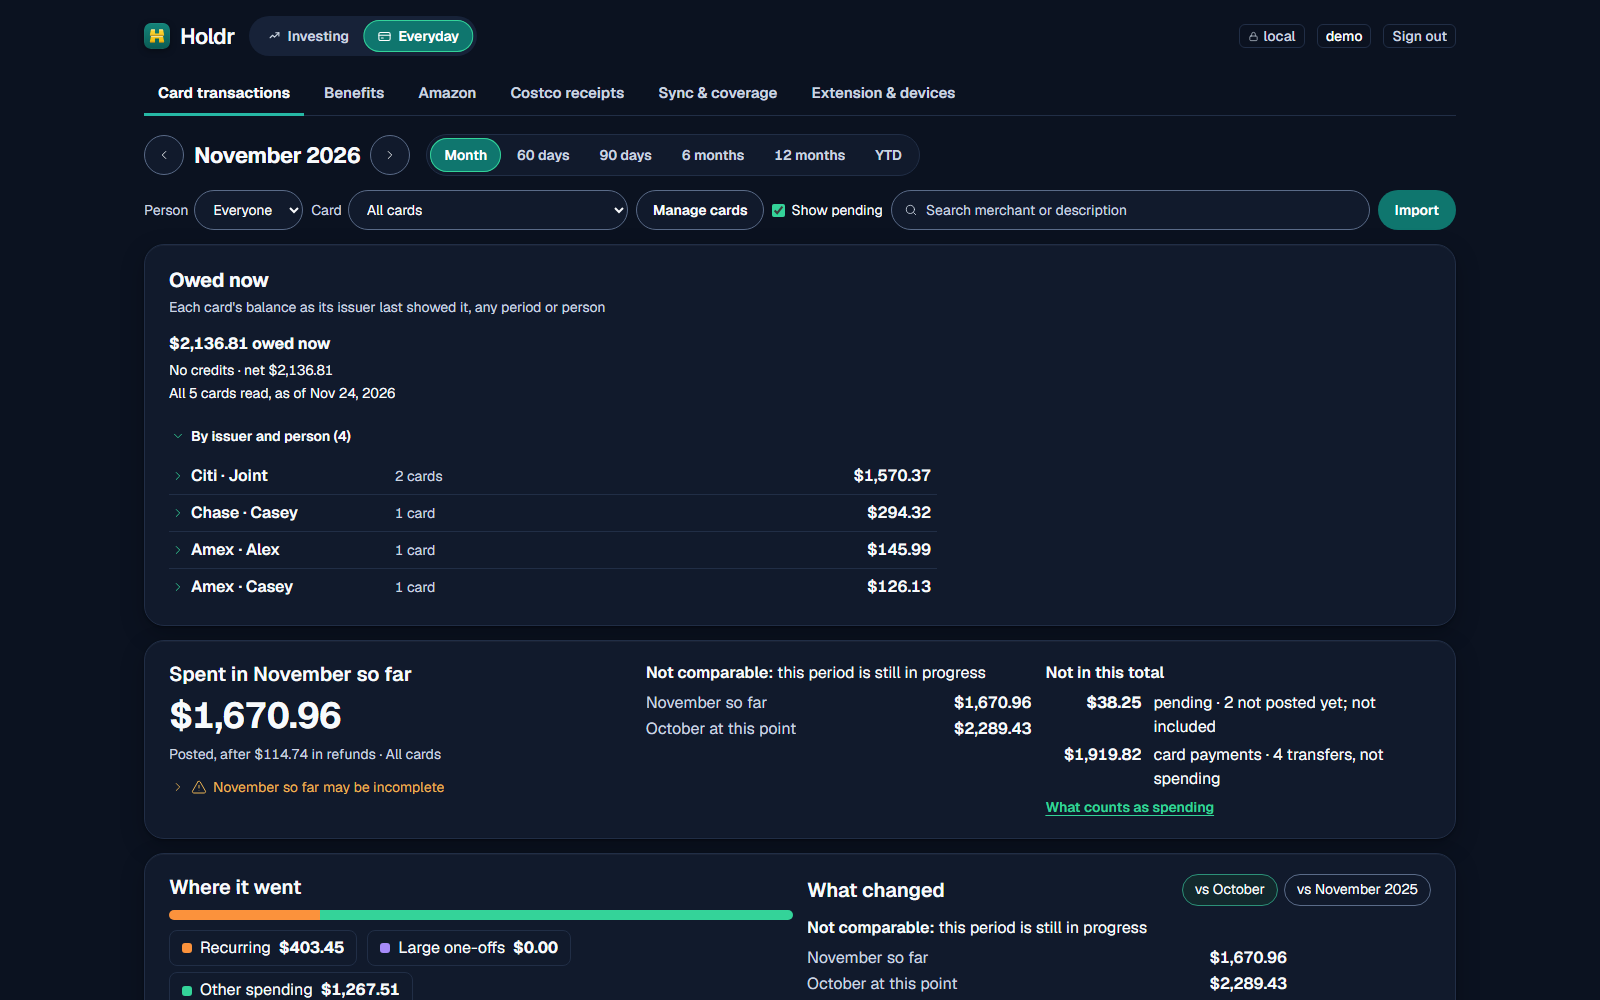 Holdr
Investing
Everyday
local
demo
Sign out
Card transactions
Benefits
Amazon
Costco receipts
Sync & coverage
Extension & devices
November 2026
Month
60 days
90 days
6 months
12 months
YTD
Person
Everyone
Card
All cards
Manage cards
Show pending
Search merchant or description
Import
Owed now
Each card's balance as its issuer last showed it, any period or person
$2,136.81 owed now
No credits · net $2,136.81
All 5 cards read, as of Nov 24, 2026
By issuer and person (4)
Citi · Joint 2 cards $1,570.37
Chase · Casey 1 card $294.32
Amex · Alex 1 card $145.99
Amex · Casey 1 card $126.13
Spent in November so far
$1,670.96
Posted, after $114.74 in refunds · All cards
November so far may be incomplete
Not comparable: this period is still in progress
November so far $1,670.96
October at this point $2,289.43
Not in this total
$38.25 pending · 2 not posted yet; not
included
$1,919.82 card payments · 4 transfers, not
spending
What counts as spending
Where it went
Recurring $403.45
Large one-offs $0.00
Other spending $1,267.51
What changed
vs October
vs November 2025
Not comparable: this period is still in progress
November so far $1,670.96
October at this point $2,289.43